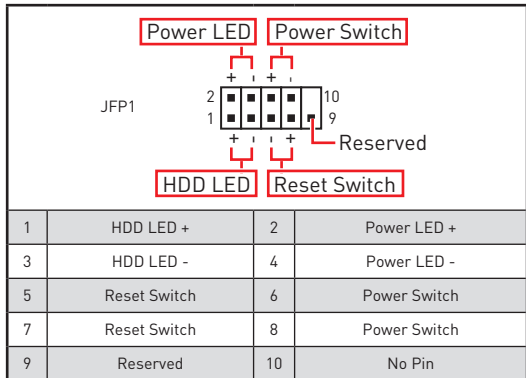 Power LED Power Switch
+ - + -
JFP1
2 10
1 9
+ - - +
Reserved
HDD LED Reset Switch
1 HDD LED + 2 Power LED +
3 HDD LED - 4 Power LED -
5 Reset Switch 6 Power Switch
7 Reset Switch 8 Power Switch
9 Reserved 10 No Pin